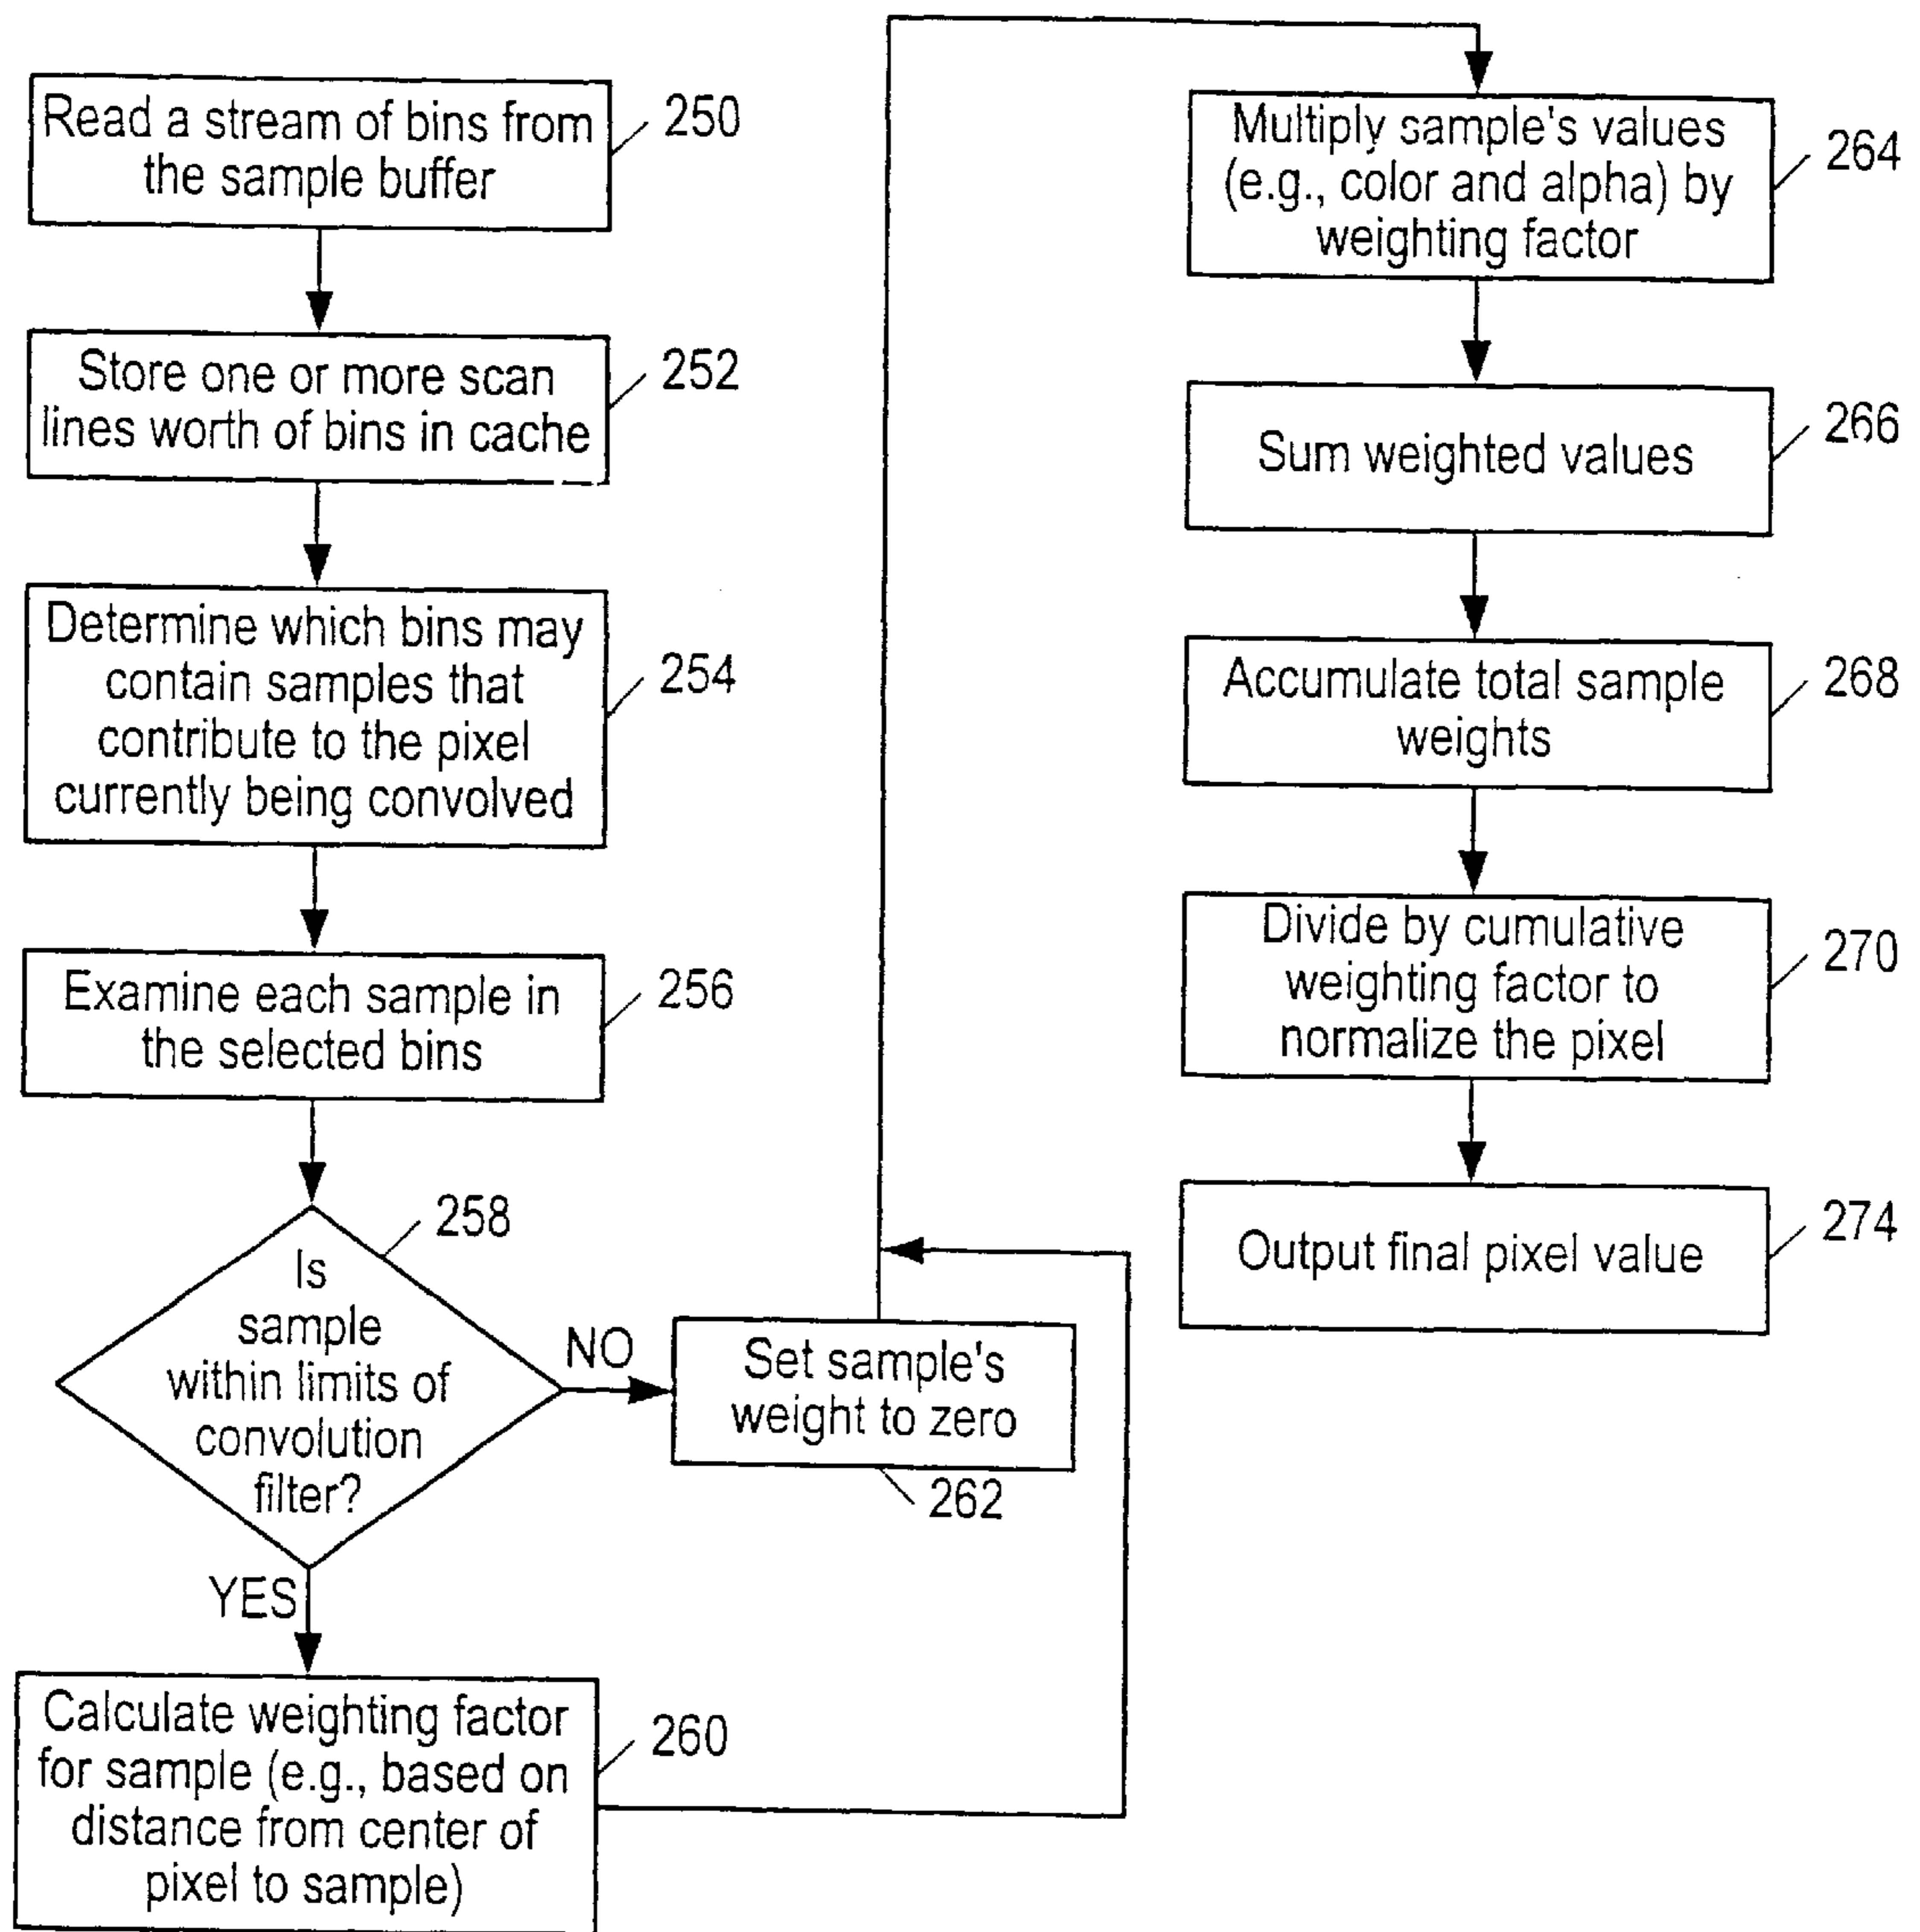 Read a stream of bins from
the sample buffer
250
Store one or more scan
lines worth of bins in cache
252
Determine which bins may
contain samples that
contribute to the pixel
currently being convolved
254
Examine each sample in
the selected bins
256
258
Is
sample
within limits of
convolution
filter?
NO
YES
Set sample's
weight to zero
262
Calculate weighting factor
for sample (e.g., based on
distance from center of
pixel to sample)
260
Multiply sample's values
(e.g., color and alpha) by
weighting factor
264
Sum weighted values
266
Accumulate total sample
weights
268
Divide by cumulative
weighting factor to
normalize the pixel
270
Output final pixel value
274